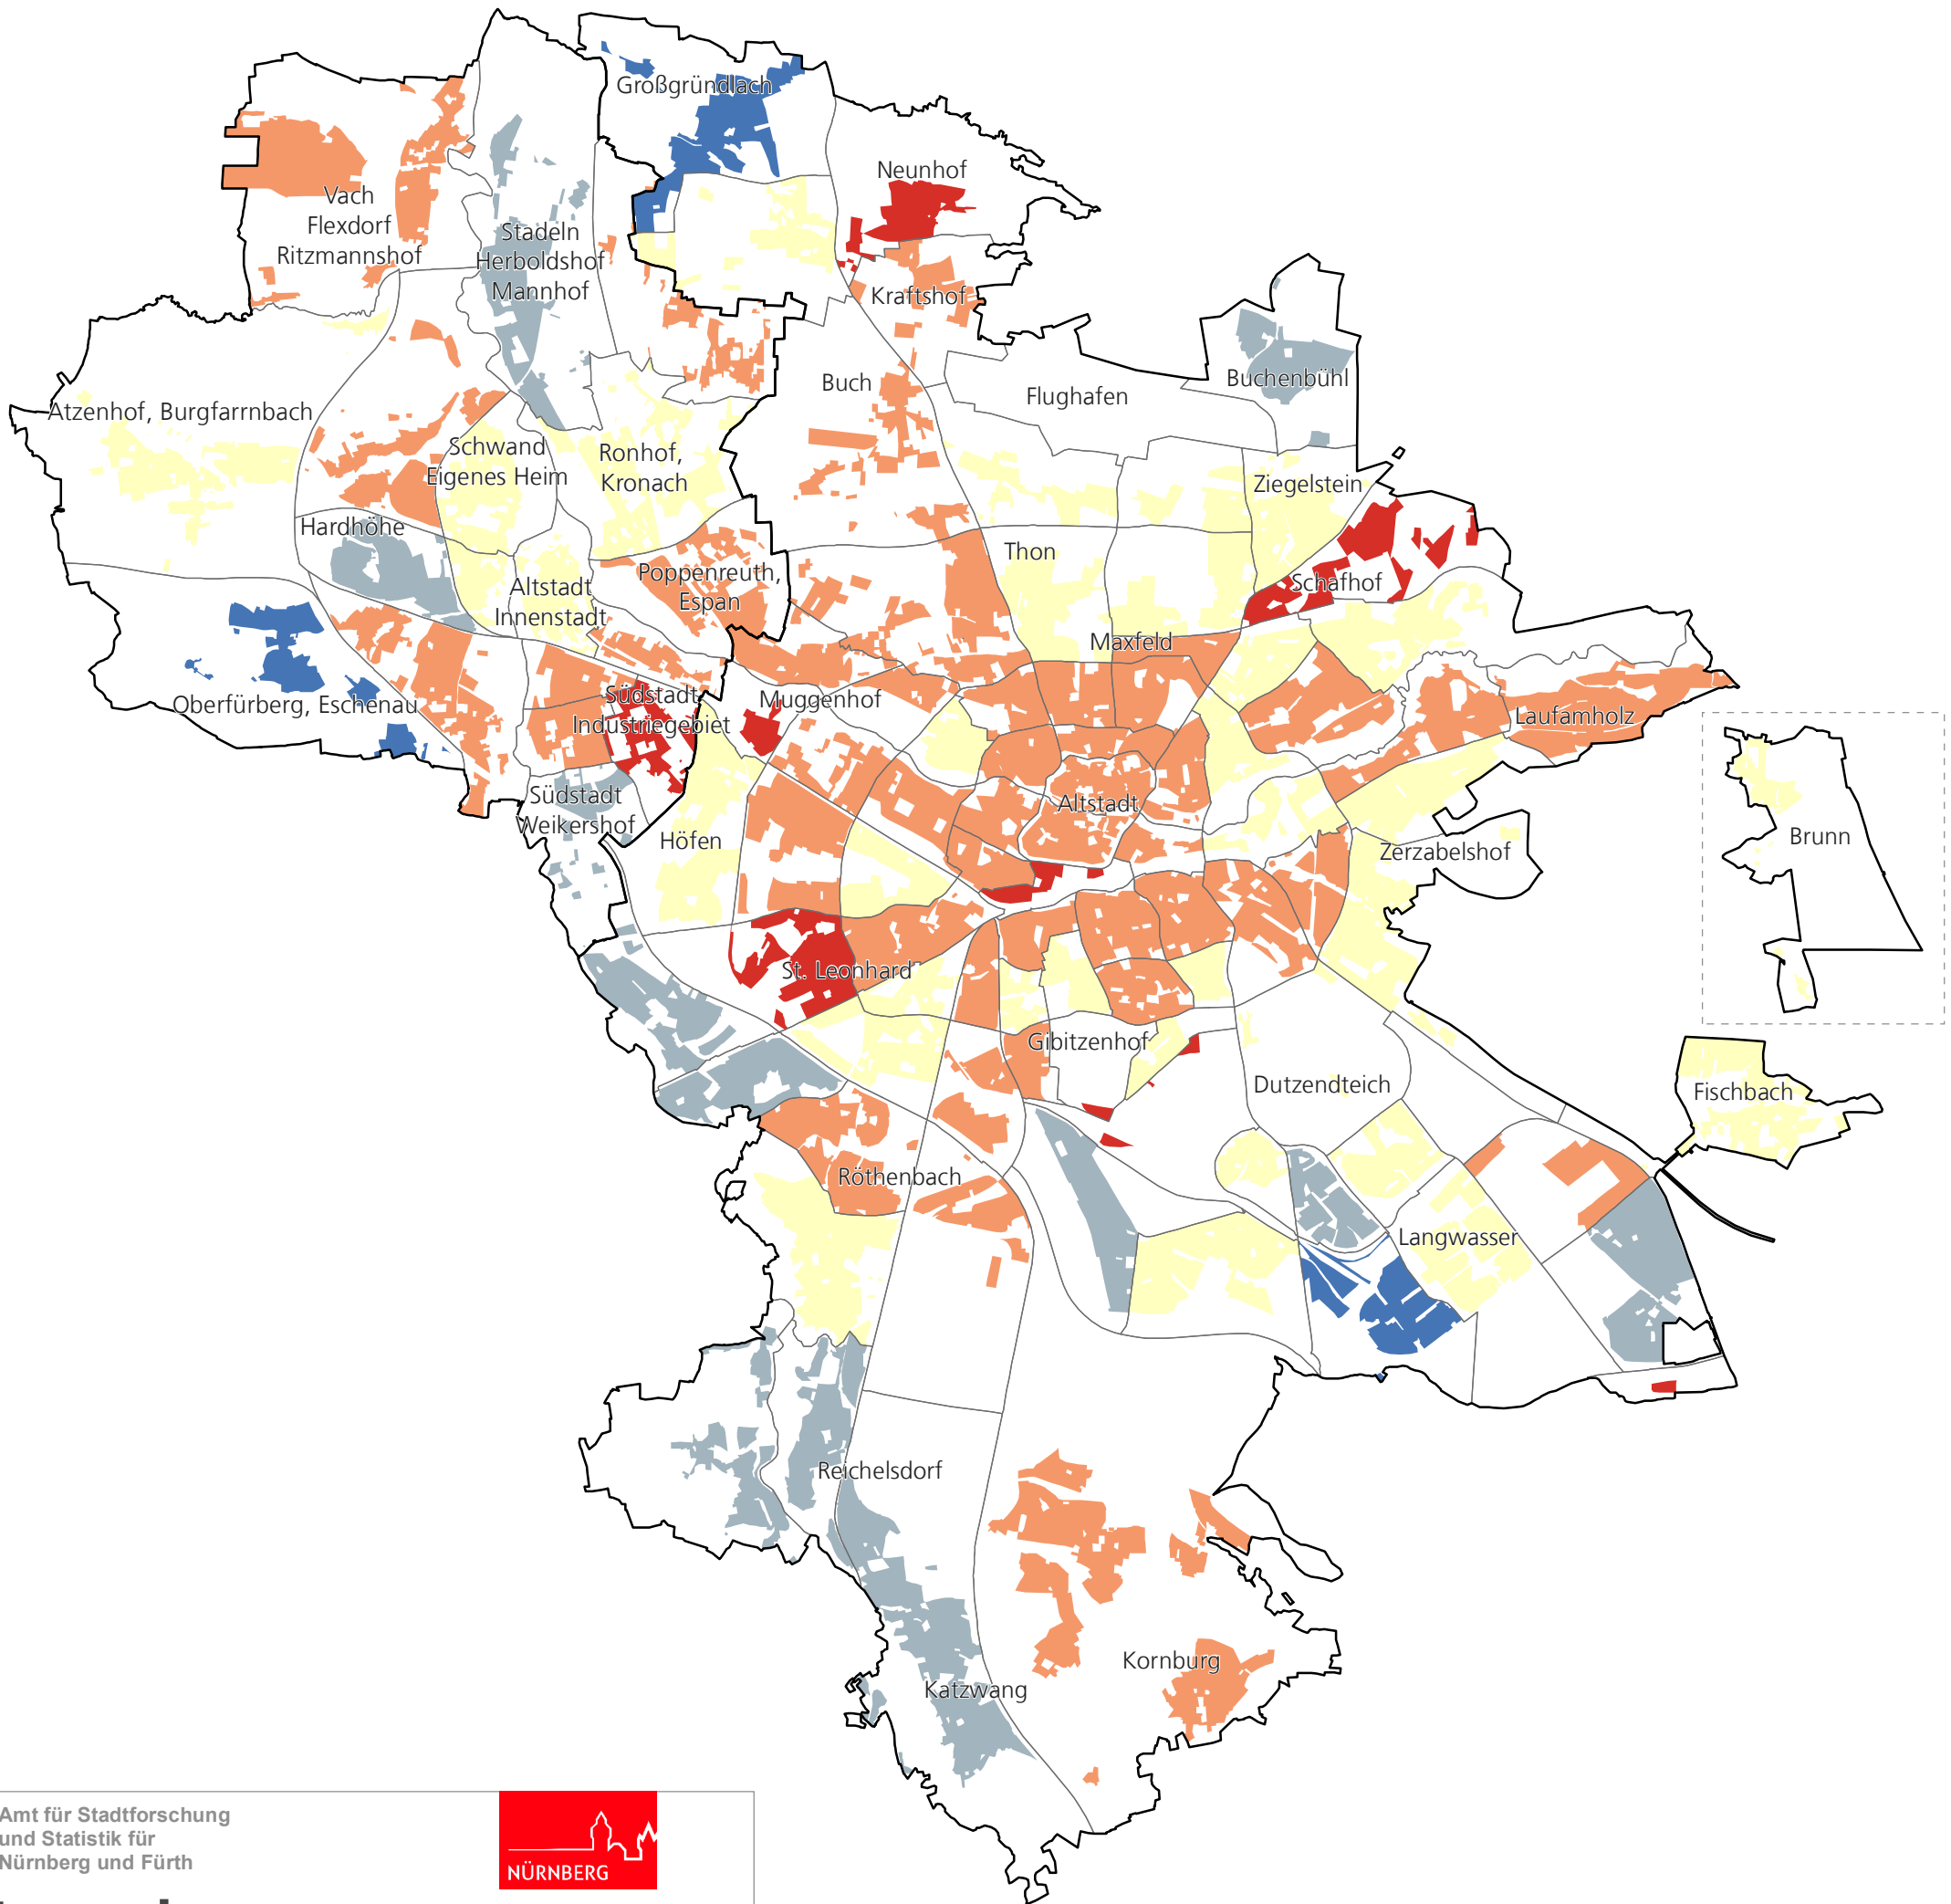 Großgründlach
Neunhof
Vach
Flexdorf
Ritzmannshof
Stadeln
Herboldshof
Mannhof
Kraftshof
Buchenbühl
Buch
Flughafen
Atzenhof, Burgfarrnbach
Schwand
Eigenes Heim
Ronhof,
Kronach
Ziegelstein
Hardhöhe
Thon
Poppenreuth,
Espan
Schafhof
Altstadt
Innenstadt
Maxfeld
Oberfürberg, Eschenau
Südstadt,
Industriegebiet
Muggenhof
Laufamholz
Südstadt
Weikershof
Altstadt
Höfen
Zerzabelshof
Brunn
St. Leonhard
Gibitzenhof
Dutzendteich
Fischbach
Röthenbach
Langwasser
Reichelsdorf
Kornburg
Katzwang
Amt für Stadtforschung
und Statistik für
Nürnberg und Fürth
NÜRNBERG